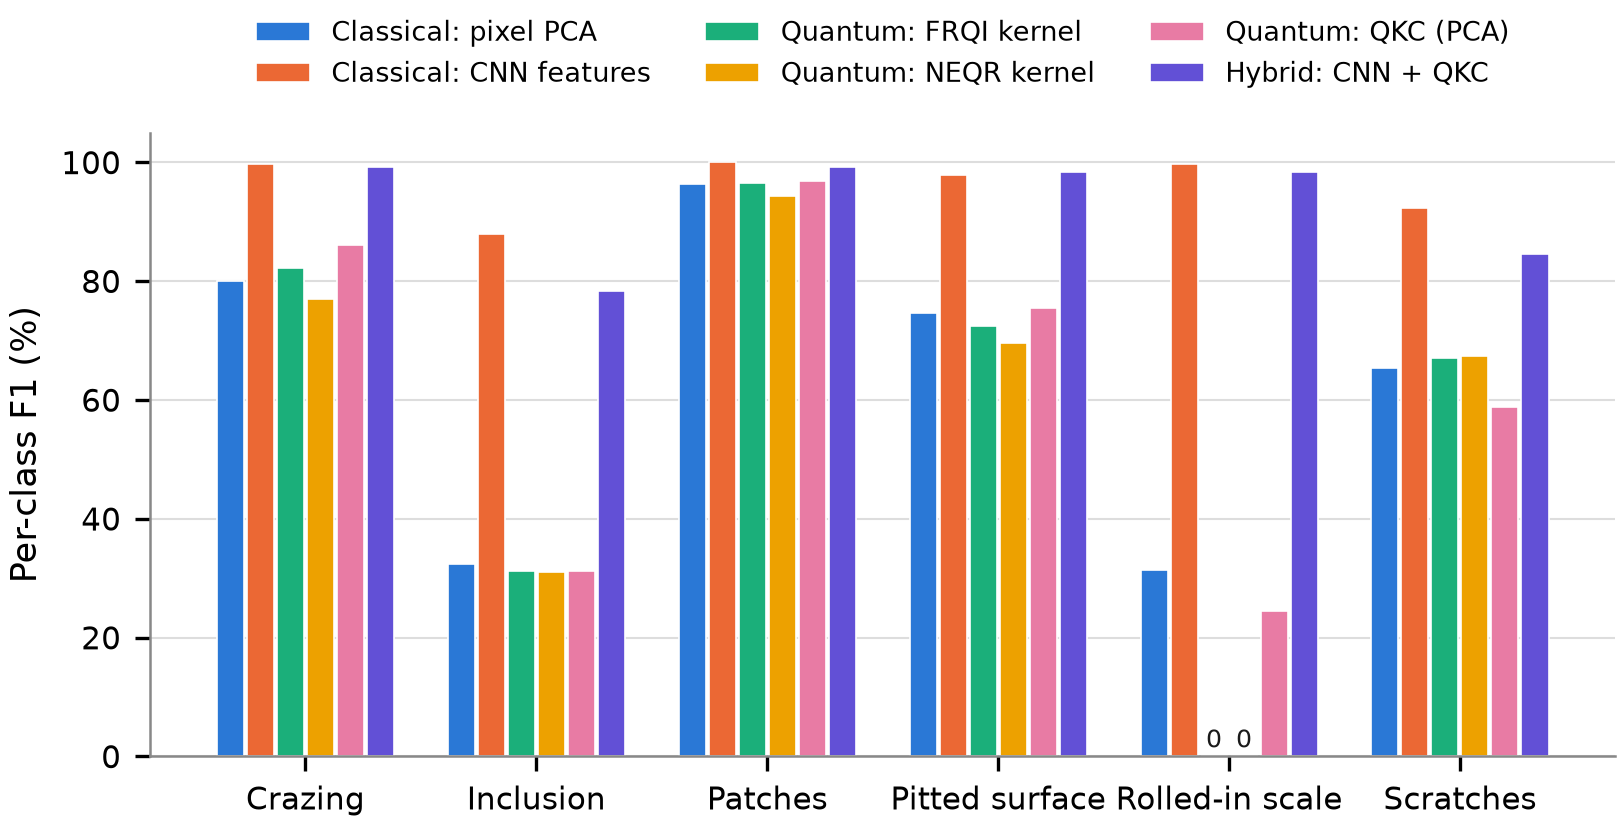 Classical: pixel PCA
Classical: CNN features
Quantum: FRQI kernel
Quantum: NEQR kernel
Quantum: QKC (PCA)
Hybrid: CNN + QKC
Per-class F1 (%)
100
80
60
40
20
0
0 0
Crazing
Inclusion
Patches
Pitted surface
Rolled-in scale
Scratches